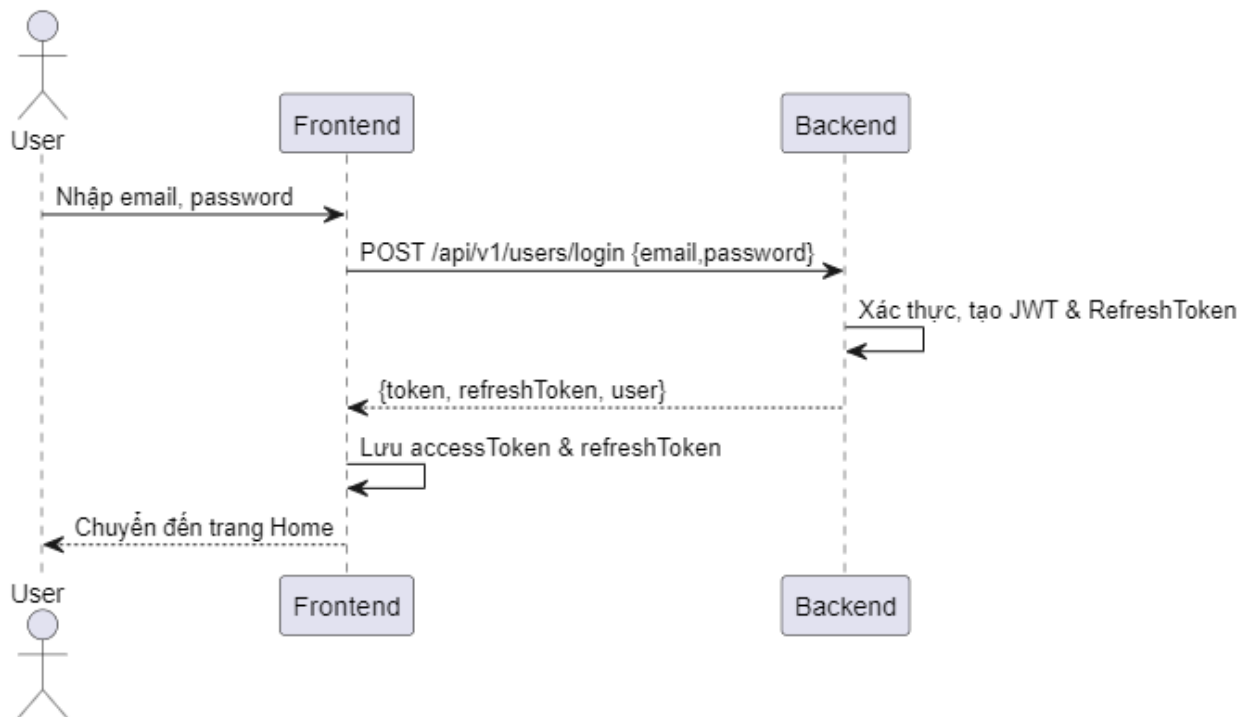 User
Frontend
Backend
Nhập email, password
POST /api/v1/users/login {email,password}
Xác thực, tạo JWT & RefreshToken
{token, refreshToken, user}
Lưu accessToken & refreshToken
Chuyển đến trang Home
User
Frontend
Backend